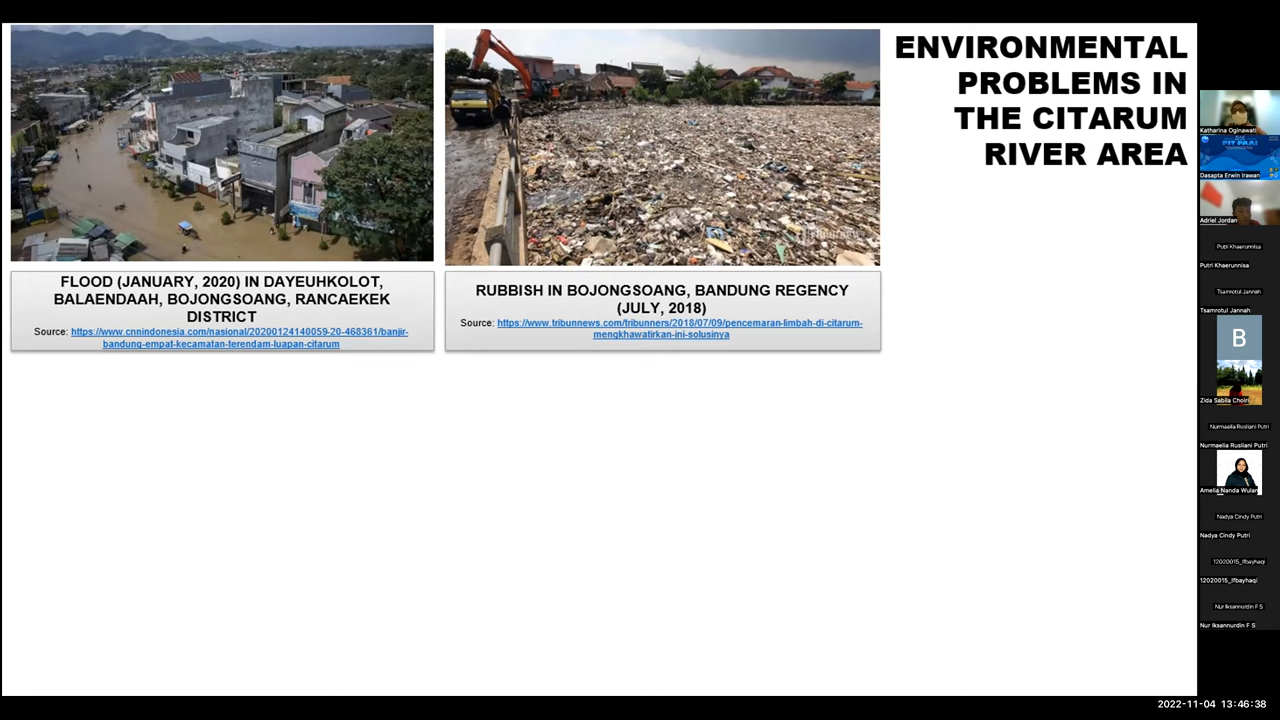 ENVIRONMENTAL
PROBLEMS IN
THE CITARUM
RIVER AREA
FLOOD (JANUARY, 2020) IN DAYEUHKOLOT,
BALAENDAAH, BOJONGSOANG, RANCAEKEK
DISTRICT
Source: https://www.cnnindonesia.com/nasional/20200124140059-20-468361/banjir-
bandung-empat-kecamatan-terendam-luapan-citarum
RUBBISH IN BOJONGSOANG, BANDUNG REGENCY
(JULY, 2018)
Source: https://www.tribunnews.com/tribunners/2018/07/09/pencemaran-limbah-di-citarum-
mengkhawatirkan-ini-solusinya
Katharina Oginawati
Dasapta Erwin Irawan
Adriel Jordan
Putri Khaerunnisa
Putri Khaerunnisa
Tsamrotul Jannah
Tsamrotul Jannah
B
Zida Sabila Choiri
Nurmaelia Rusliani Putri
Nurmaelia Rusliani Putri
Amelia Nanda Wulan
Nadya Cindy Putri
Nadya Cindy Putri
12020015_Ifbayhaqi
12020015_Ifbayhaqi
Nur Iksannurdin F S
Nur Iksannurdin F S
2022-11-04 13:46:38